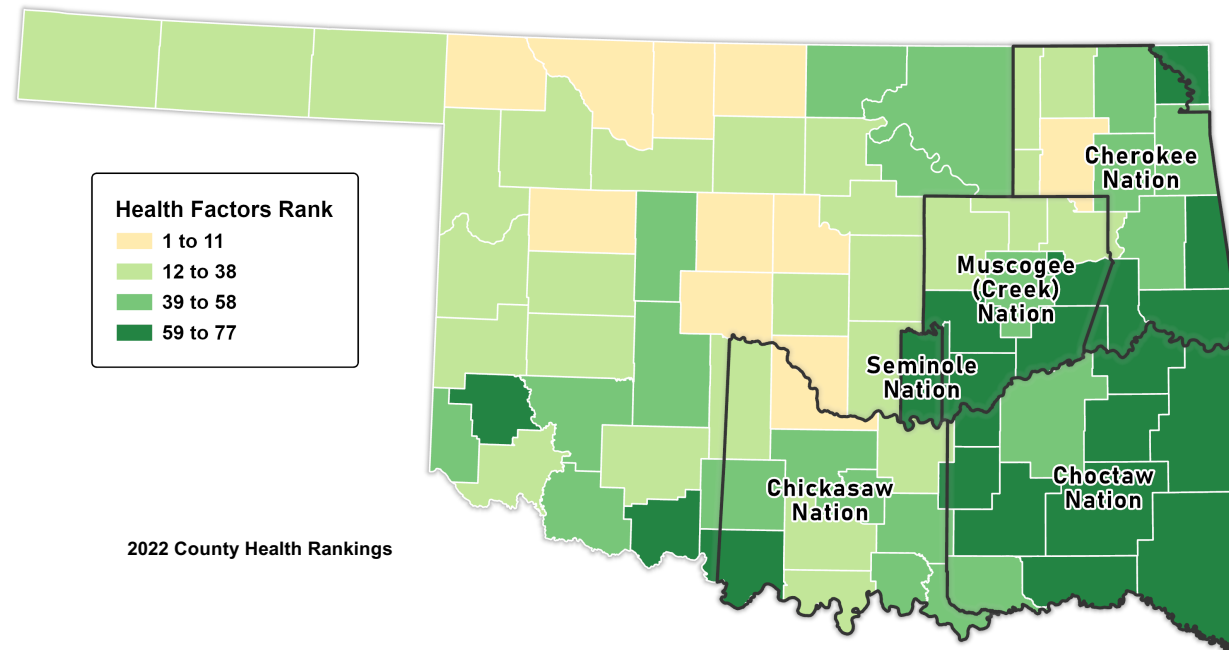 Health Factors Rank
1 to 11
12 to 38
39 to 58
59 to 77
2022 County Health Rankings
Cherokee
Nation
Muscogee
(Creek)
Nation
Seminole
Nation
Chickasaw
Nation
Choctaw
Nation